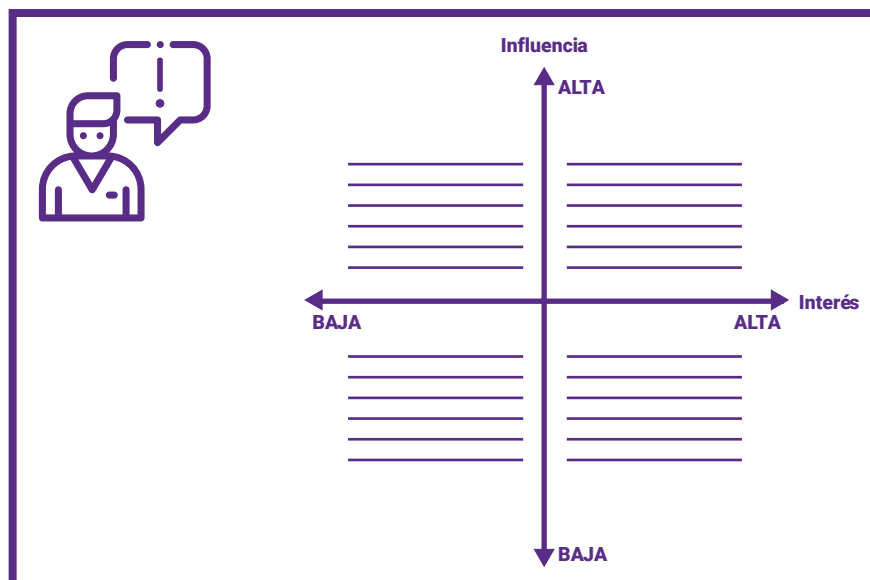 Influencia
ALTA
Interés
BAJA
ALTA
BAJA